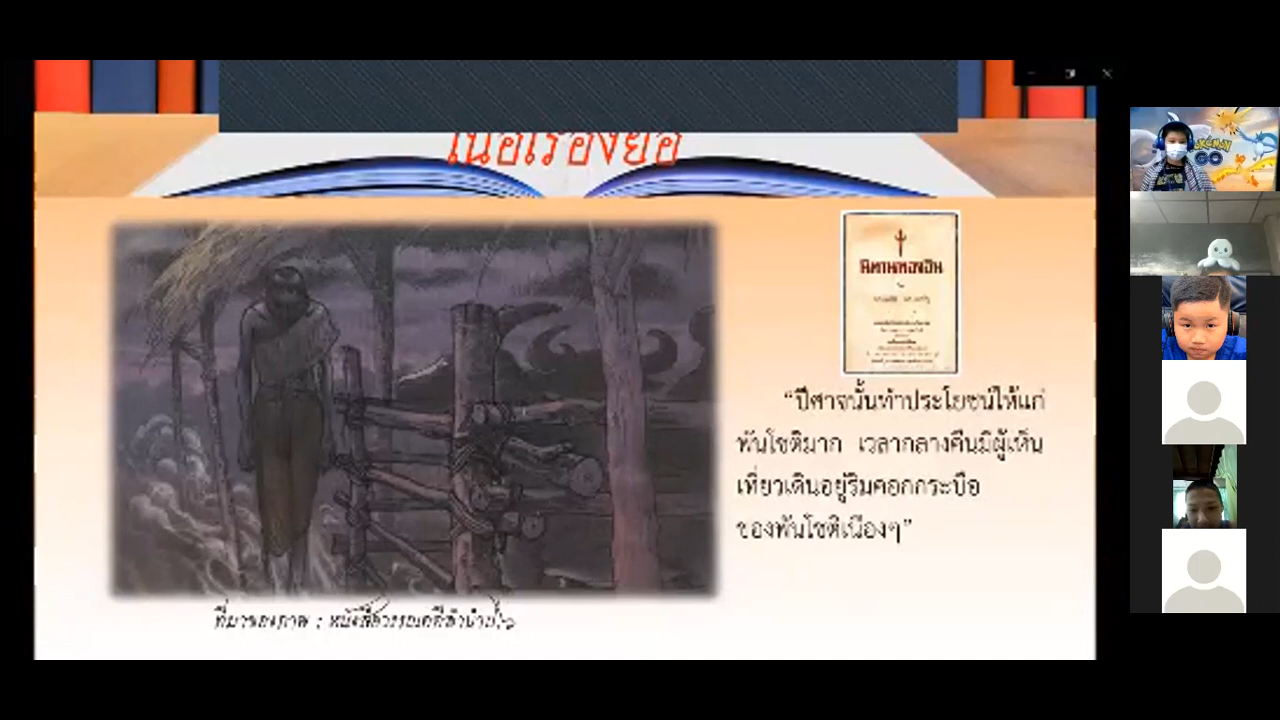 เนื้อเรื่องย่อ
นิทานทองอิน
“ปีศาจนั้นทำประโยชน์ให้แก่
พันโชติมาก เวลากลางคืนมีผู้เห็น
เที่ยวเดินอยู่ริมคอกกระบือ
ของพันโชติเนืองๆ”
ที่มาของภาพ : หนังสือวรรณคดีลำนำ ป.๖
GO